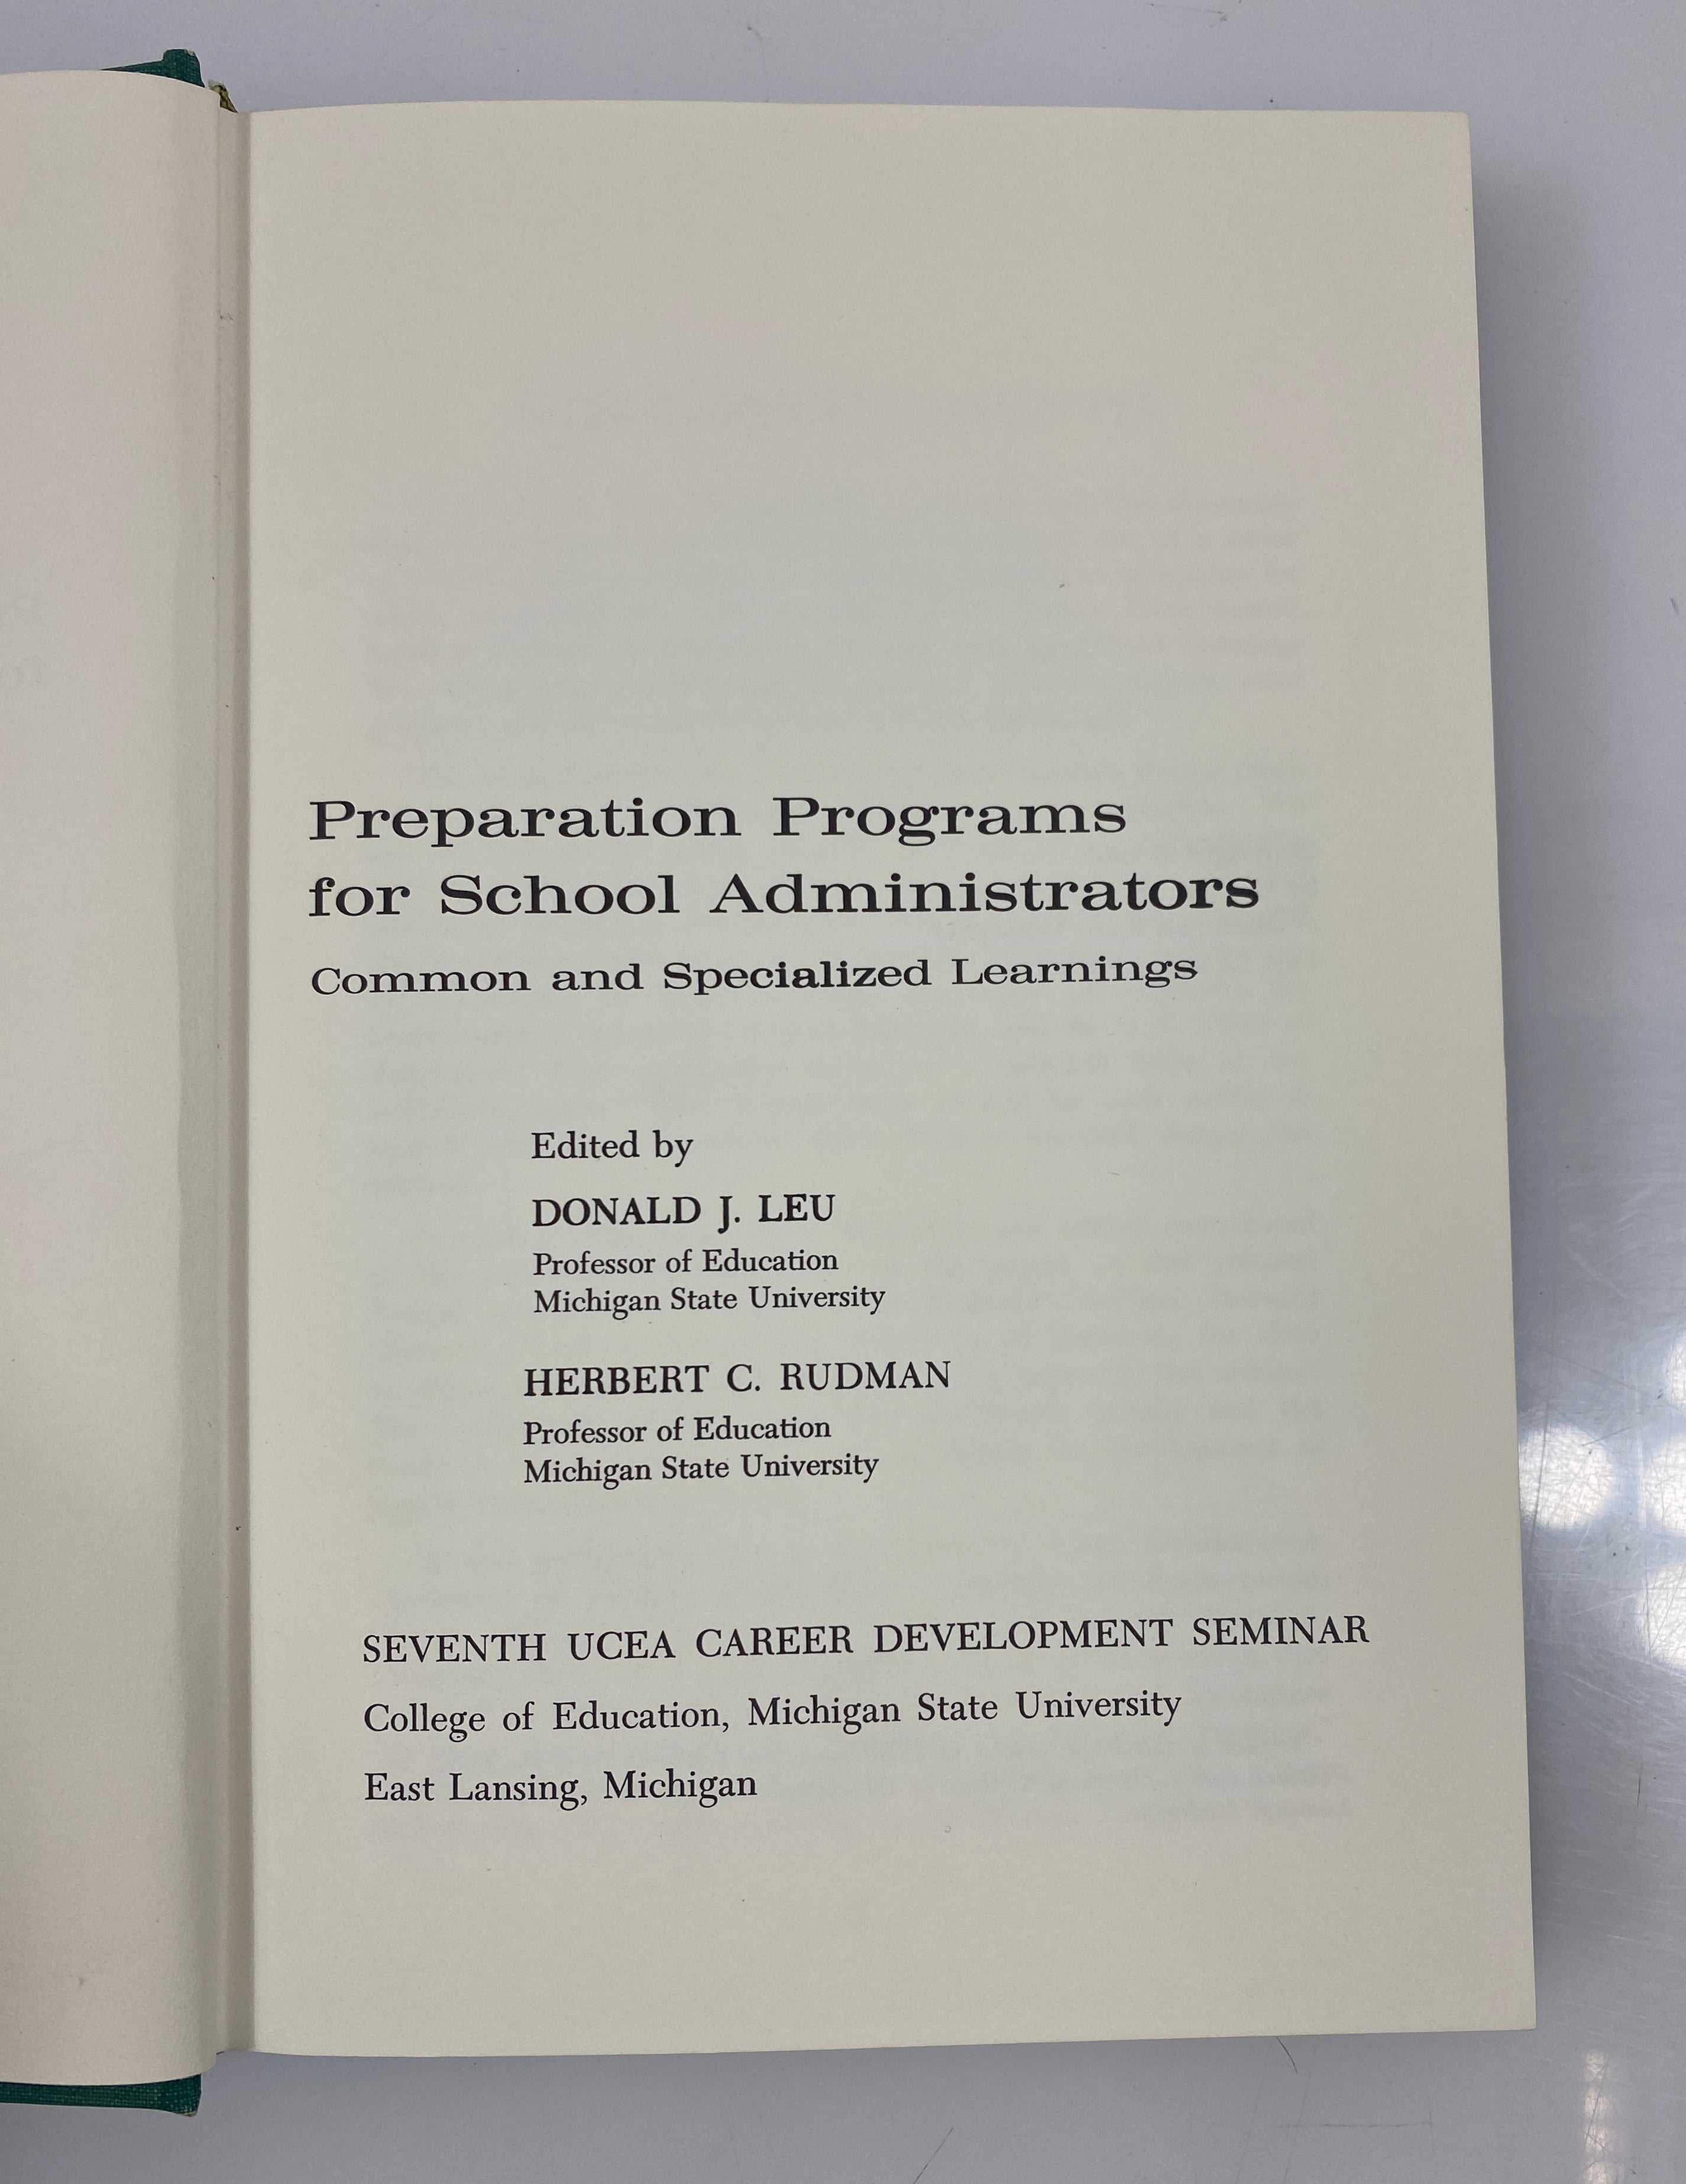 Preparation Programs
for School Administrators
Common and Specialized Learnings
Edited by
DONALD J. LEU
Professor of Education
Michigan State University
HERBERT C. RUDMAN
Professor of Education
Michigan State University
SEVENTH UCEA CAREER DEVELOPMENT SEMINAR
College of Education, Michigan State University
East Lansing, Michigan